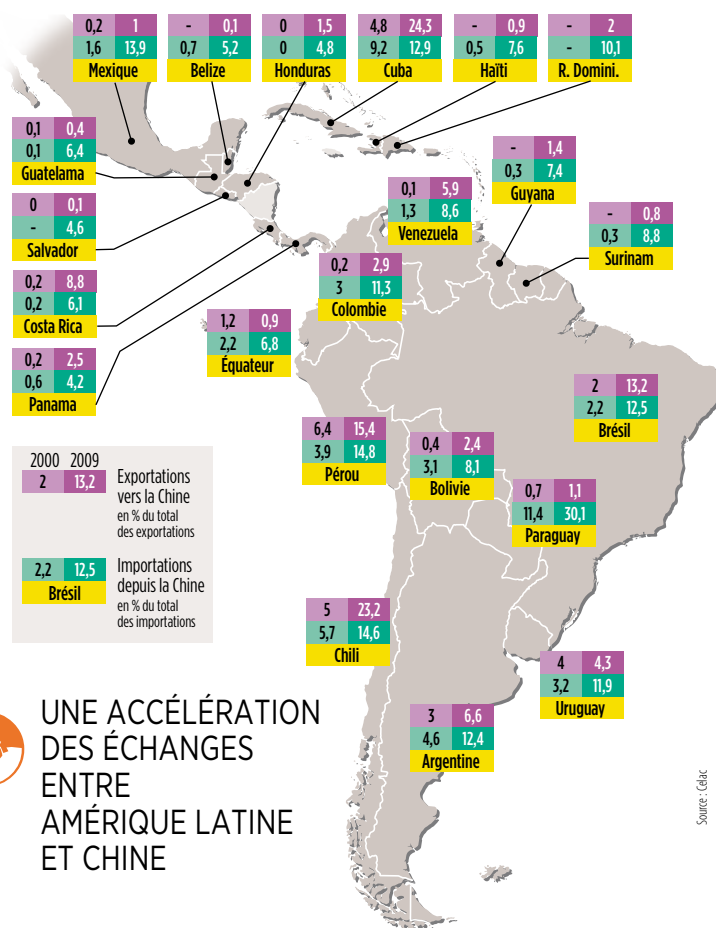 0,2 1
1,6 13,9
Mexique
- 0,1
0,7 5,2
Belize
0 1,5
0 4,8
Honduras
4,8 24,3
9,2 12,9
Cuba
- 0,9
0,5 7,6
Haïti
- 2
- 10,1
R. Domini.
0,1 0,4
0,1 6,4
Guatelama
- 1,4
0,3 7,4
Guyana
0,1 5,9
1,3 8,6
Venezuela
0 0,1
- 4,6
Salvador
- 0,8
0,3 8,8
Surinam
0,2 2,9
3 11,3
Colombie
0,2 8,8
0,2 6,1
Costa Rica
1,2 0,9
2,2 6,8
Équateur
0,2 2,5
0,6 4,2
Panama
2 13,2
2,2 12,5
Brésil
6,4 15,4
3,9 14,8
Pérou
0,4 2,4
3,1 8,1
Bolivie
0,7 1,1
11,4 30,1
Paraguay
2000 2009
2 13,2
Exportations
vers la Chine
en % du total
des exportations
2,2 12,5
Brésil
Importations
depuis la Chine
en % du total
des importations
5 23,2
5,7 14,6
Chili
4 4,3
3,2 11,9
Uruguay
3 6,6
4,6 12,4
Argentine
UNE ACCÉLÉRATION
DES ÉCHANGES
ENTRE
AMÉRIQUE LATINE
ET CHINE
Source : Celac